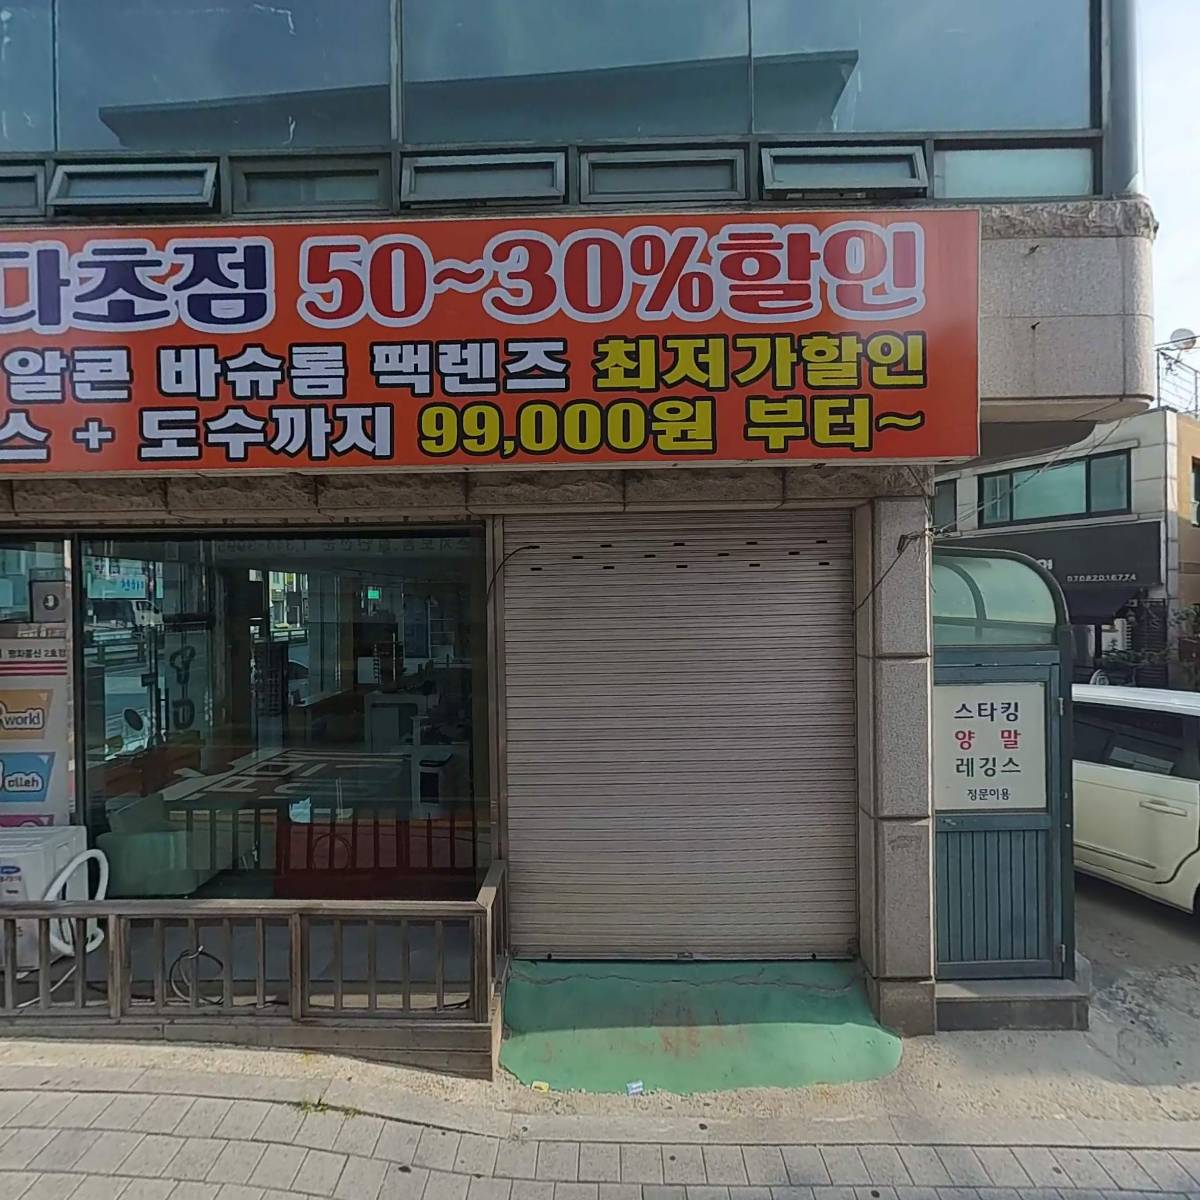 다초점 50~30%할인
알콘 바슈롬 팩렌즈 최저가할인
스 + 도수까지 99,000원 부터~
07082016774
world
olleh
스타킹
양 말
레깅스
정문이용